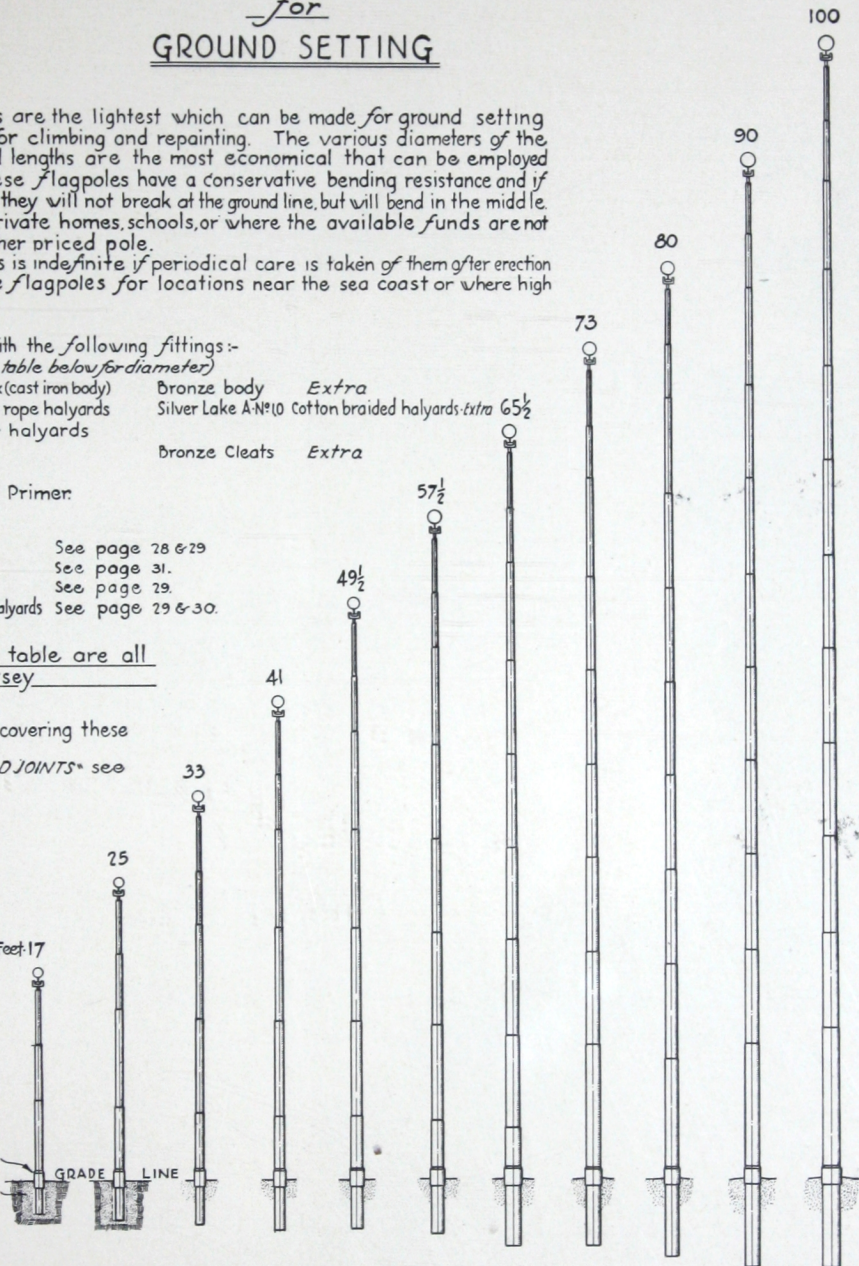 for
GROUND SETTING
100
s are the lightest which can be made for ground setting
or climbing and repainting. The various diameters of the
l lengths are the most economical that can be employed
se flagpoles have a conservative bending resistance and if
they will not break at the ground line, but will bend in the middle.
rivate homes, schools, or where the available funds are not
her priced pole.
s is indefinite if periodical care is taken of them after erection
e flagpoles for locations near the sea coast or where high
90
80
73
ith the following fittings:-
table below for diameter)
(cast iron body) Bronze body Extra
rope halyards Silver Lake A-No 10 Cotton braided halyards-Extra 65½
halyards
Bronze Cleats Extra
Primer.
57½
See page 28 & 29
See page 31.
See page 29.
alyards See page 29 & 30.
49½
table are all
sey
41
covering these
D JOINTS" see
33
25
Feet-17
GRADE LINE